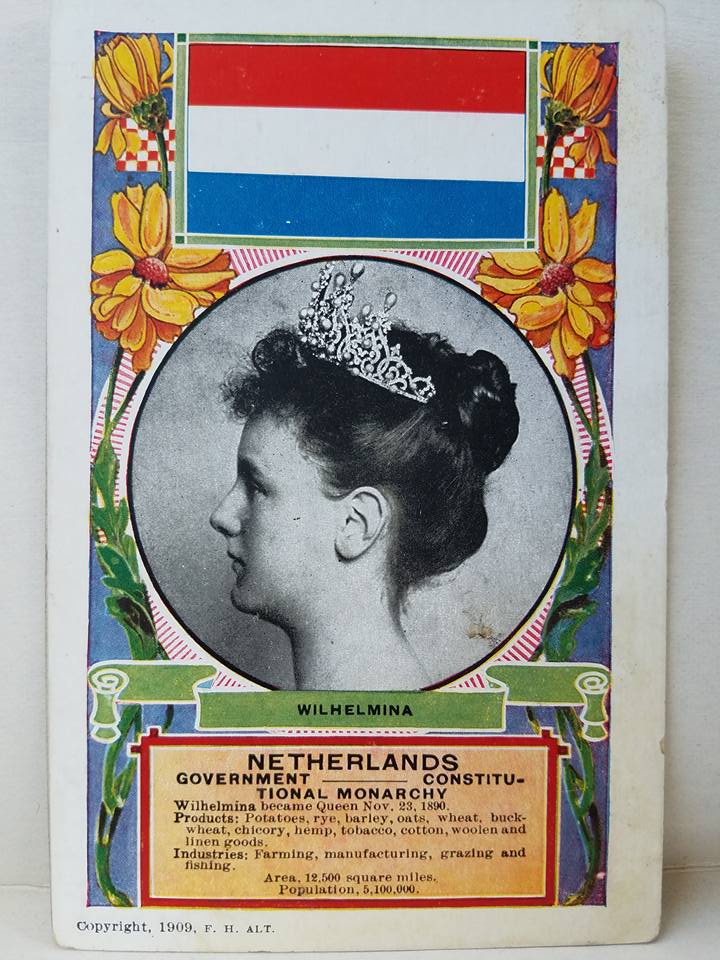 WILHELMINA
NETHERLANDS
GOVERNMENT ——— CONSTITU-
TIONAL MONARCHY
Wilhelmina became Queen Nov. 23, 1890.
Products: Potatoes, rye, barley, oats, wheat, buck-
wheat, chicory, hemp, tobacco, cotton, woolen and
linen goods.
Industries: Farming, manufacturing, grazing and
fishing.
Area, 12,500 square miles.
Population, 5,100,000.
Copyright, 1909, F. H. ALT.